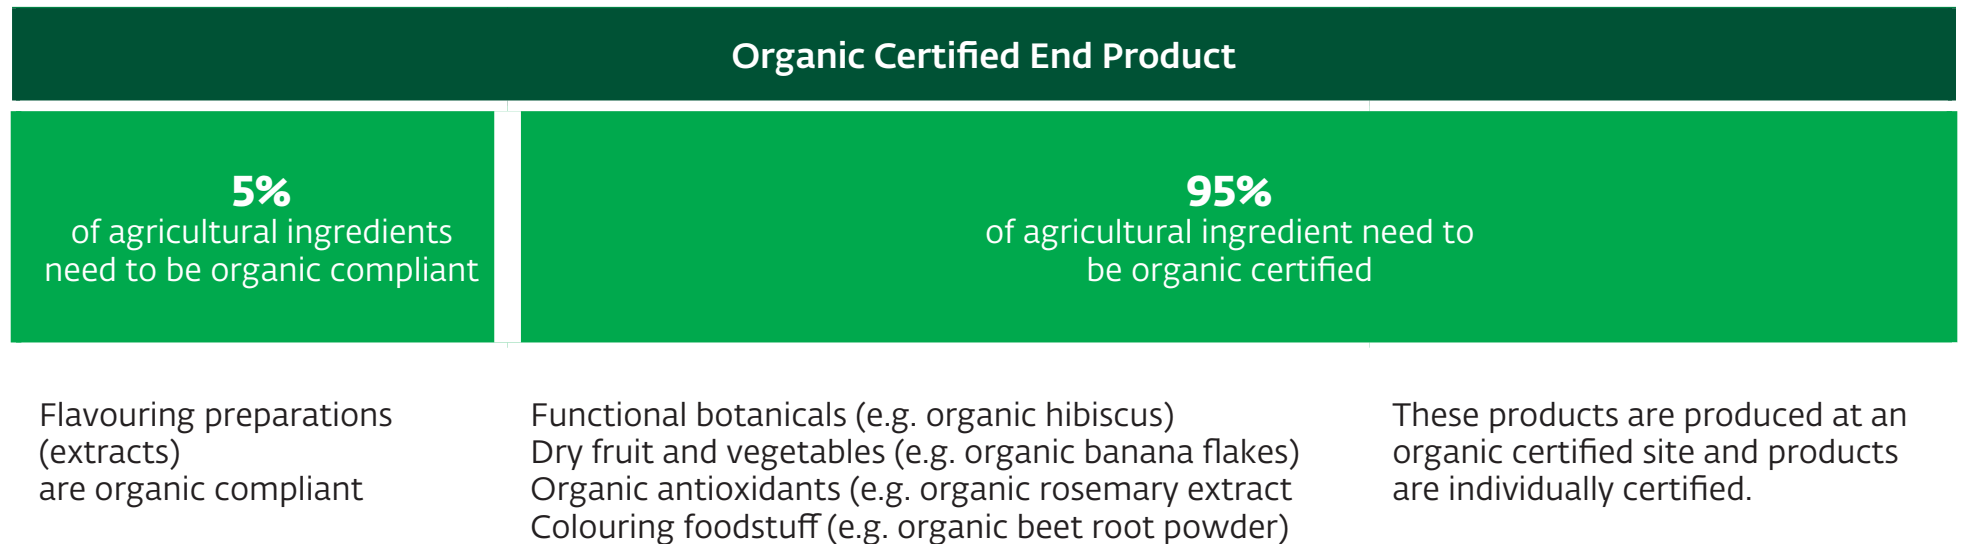 Organic Certified End Product
5%
of agricultural ingredients
need to be organic compliant
95%
of agricultural ingredient need to
be organic certified
Flavouring preparations
(extracts)
are organic compliant
Functional botanicals (e.g. organic hibiscus)
Dry fruit and vegetables (e.g. organic banana flakes)
Organic antioxidants (e.g. organic rosemary extract
Colouring foodstuff (e.g. organic beet root powder)
These products are produced at an
organic certified site and products
are individually certified.